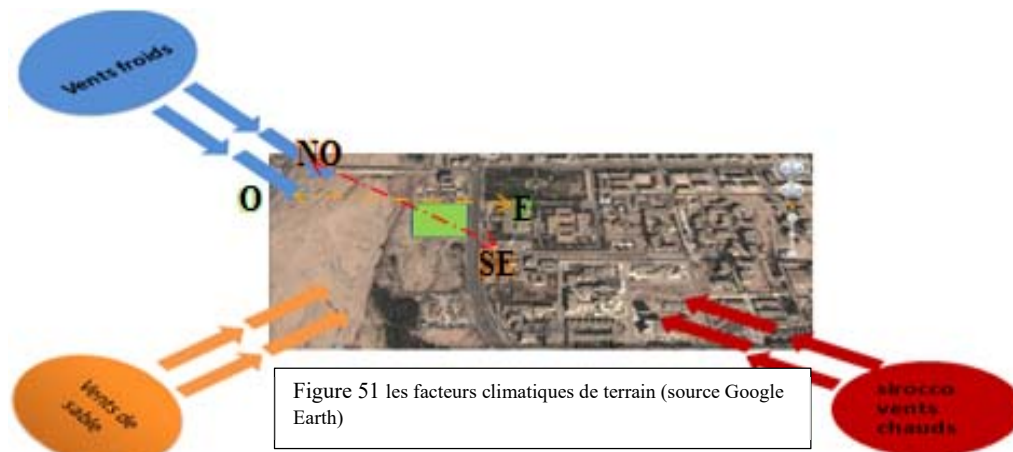 Vents froids
NO
O
E
SE
Vents de
sable
sirocco
vents
chauds
Figure 51 les facteurs climatiques de terrain (source Google
Earth)